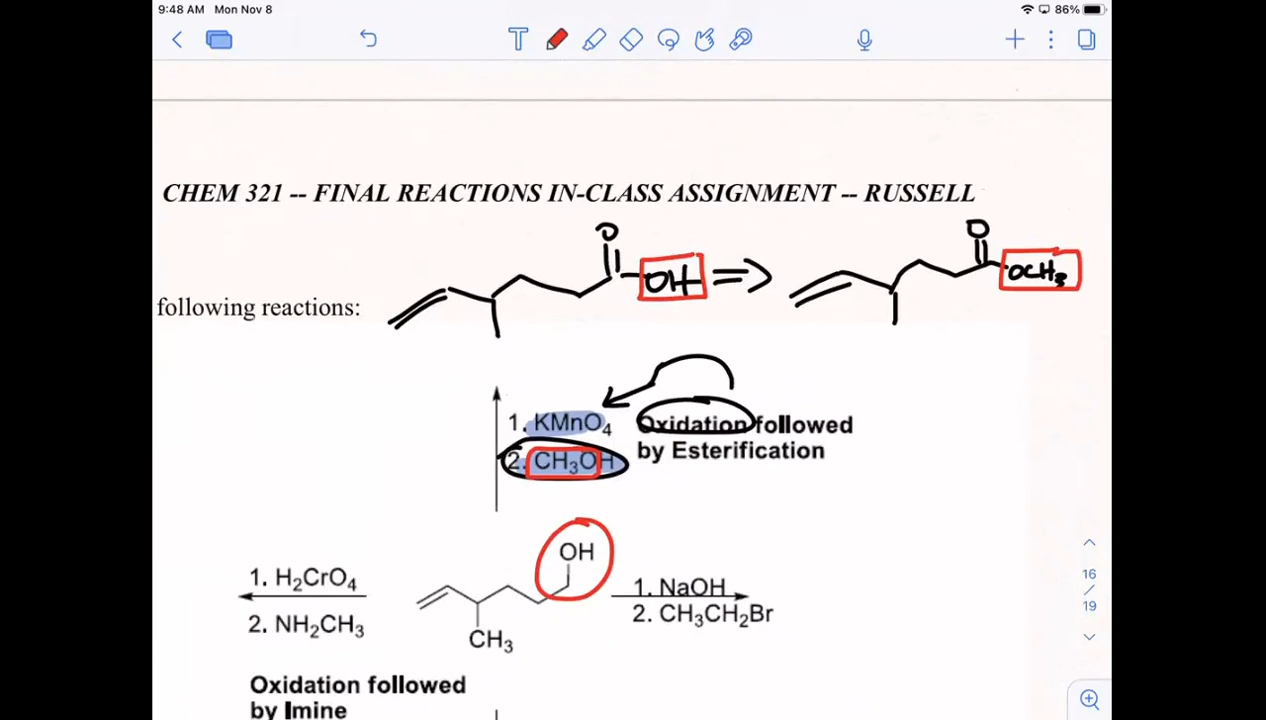 9:48 AM Mon Nov 8
86%
CHEM 321 -- FINAL REACTIONS IN-CLASS ASSIGNMENT -- RUSSELL
O
OH
O
OCH₃
following reactions:
1. KMnO₄ Oxidation followed
2. CH₃OH by Esterification
OH
1. H₂CrO₄
2. NH₂CH₃
1. NaOH
2. CH₃CH₂Br
CH₃
Oxidation followed
by Imine
16
/
19